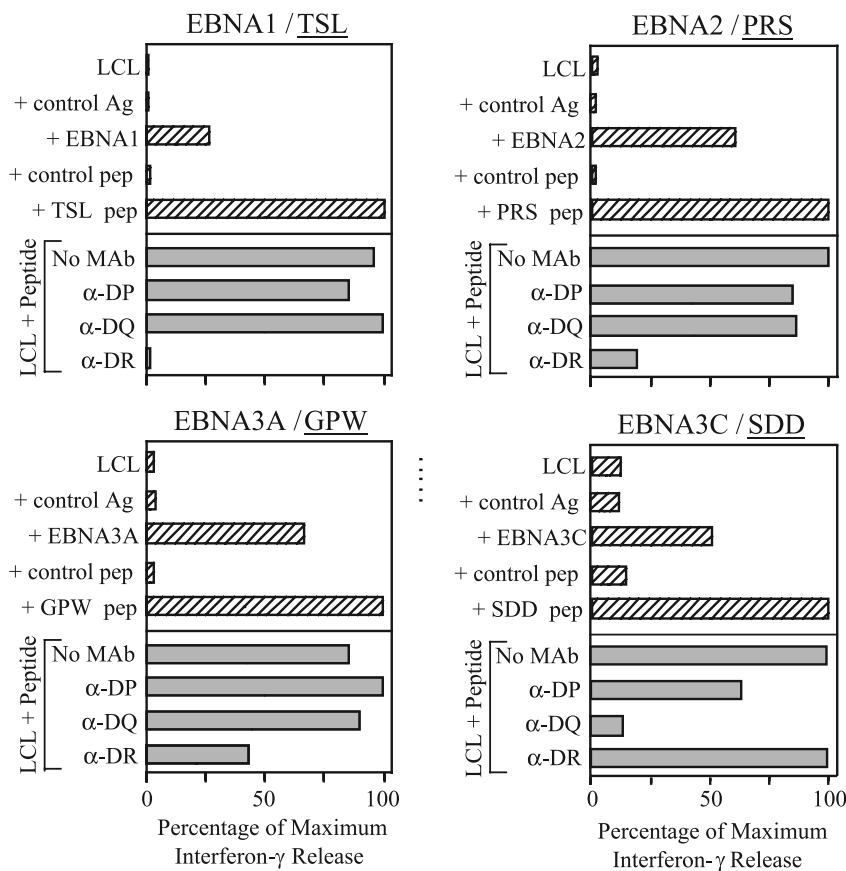 EBNA1 / TSL
LCL
+ control Ag
+ EBNA1
+ control pep
+ TSL pep
LCL + Peptide
No MAb
α-DP
α-DQ
α-DR
EBNA2 / PRS
LCL
+ control Ag
+ EBNA2
+ control pep
+ PRS pep
LCL + Peptide
No MAb
α-DP
α-DQ
α-DR
EBNA3A / GPW
LCL
+ control Ag
+ EBNA3A
+ control pep
+ GPW pep
LCL + Peptide
No MAb
α-DP
α-DQ
α-DR
0 50 100
Percentage of Maximum
Interferon-γ Release
EBNA3C / SDD
LCL
+ control Ag
+ EBNA3C
+ control pep
+ SDD pep
LCL + Peptide
No MAb
α-DP
α-DQ
α-DR
0 50 100
Percentage of Maximum
Interferon-γ Release